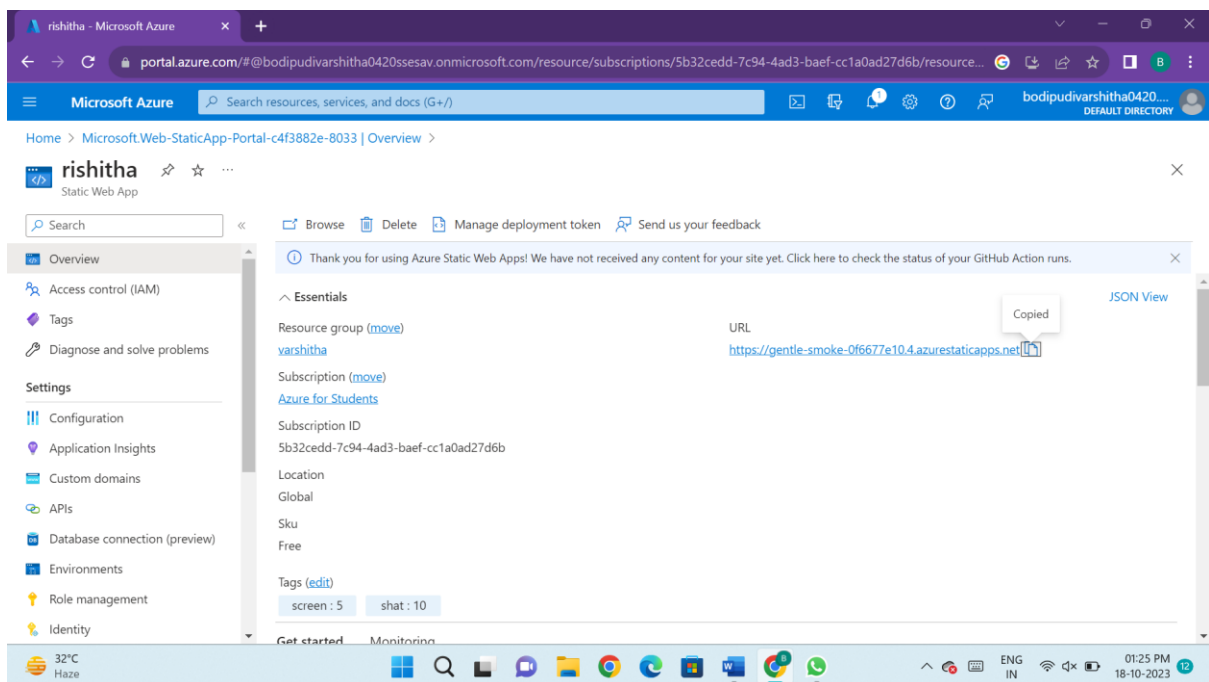 rishitha - Microsoft Azure
portal.azure.com/#@bodipudivarshitha0420ssesav.onmicrosoft.com/resource/subscriptions/5b32cedd-7c94-4ad3-baef-cc1a0ad27d6b/resource...
B
Microsoft Azure
Search resources, services, and docs (G+/)
1
bodipudivarshitha0420....
DEFAULT DIRECTORY
Home > Microsoft.Web-StaticApp-Portal-c4f3882e-8033 | Overview >
rishitha
Static Web App
Search
Browse Delete Manage deployment token Send us your feedback
Overview
Thank you for using Azure Static Web Apps! We have not received any content for your site yet. Click here to check the status of your GitHub Action runs.
Access control (IAM)
Tags
Diagnose and solve problems
Settings
Configuration
Application Insights
Custom domains
APIs
Database connection (preview)
Environments
Role management
Identity
Essentials
JSON View
Copied
Resource group (move)
varshitha
URL
https://gentle-smoke-0f6677e10.4.azurestaticapps.net
Subscription (move)
Azure for Students
Subscription ID
5b32cedd-7c94-4ad3-baef-cc1a0ad27d6b
Location
Global
Sku
Free
Tags (edit)
screen : 5 shat : 10
Get started Monitoring
32°C
Haze
ENG
IN
01:25 PM
18-10-2023
12